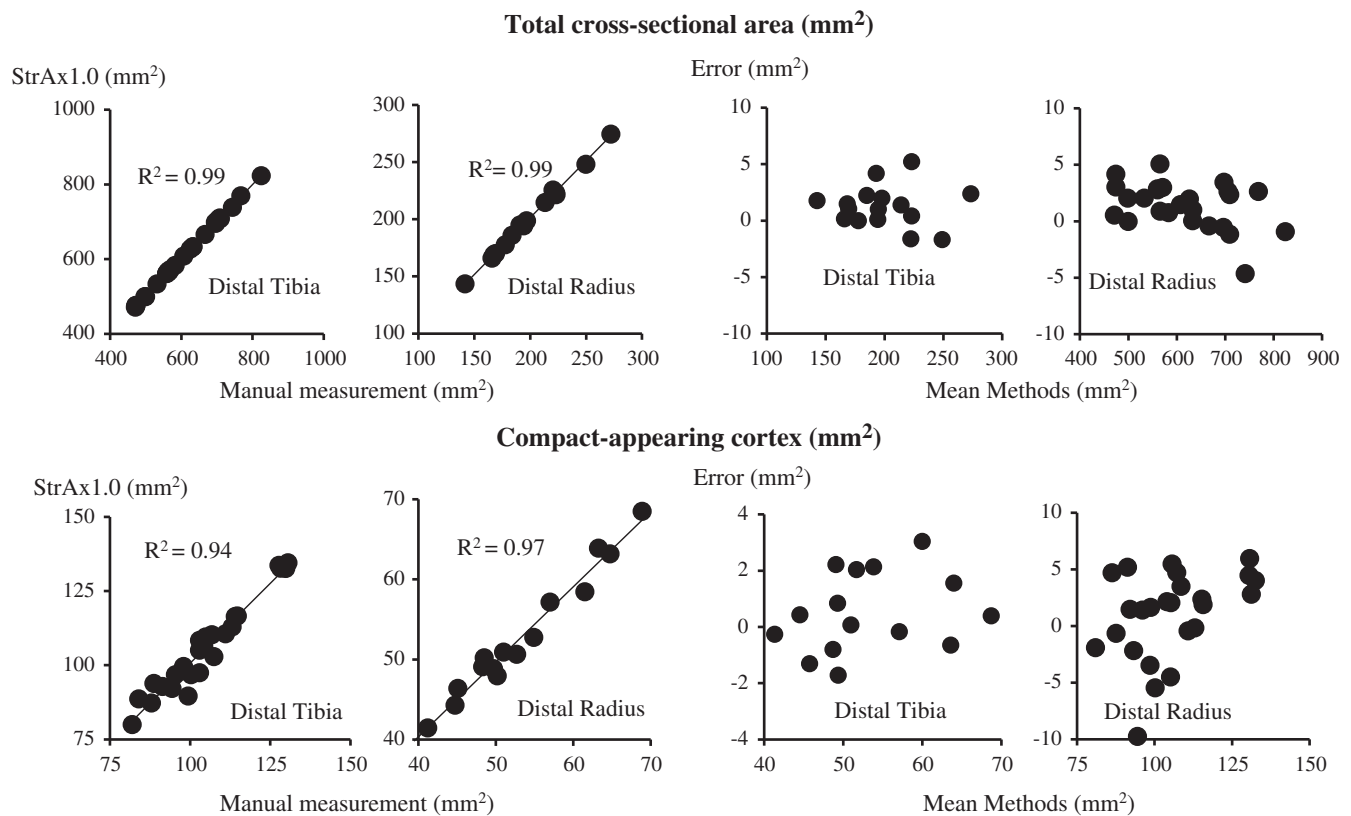 Total cross-sectional area (mm²)
StrAx1.0 (mm²)
Error (mm²)
1000
800
600
400
R² = 0.99
Distal Tibia
400 600 800 1000
300
250
200
150
100
R² = 0.99
Distal Radius
100 150 200 250 300
Manual measurement (mm²)
10
5
0
-5
-10
Distal Tibia
100 150 200 250 300
10
5
0
-5
-10
Distal Radius
400 500 600 700 800 900
Mean Methods (mm²)
Compact-appearing cortex (mm²)
StrAx1.0 (mm²)
Error (mm²)
150
125
100
75
R² = 0.94
Distal Tibia
75 100 125 150
70
60
50
40
R² = 0.97
Distal Radius
40 50 60 70
Manual measurement (mm²)
4
2
0
-2
-4
Distal Tibia
40 50 60 70
10
5
0
-5
-10
Distal Radius
75 100 125 150
Mean Methods (mm²)